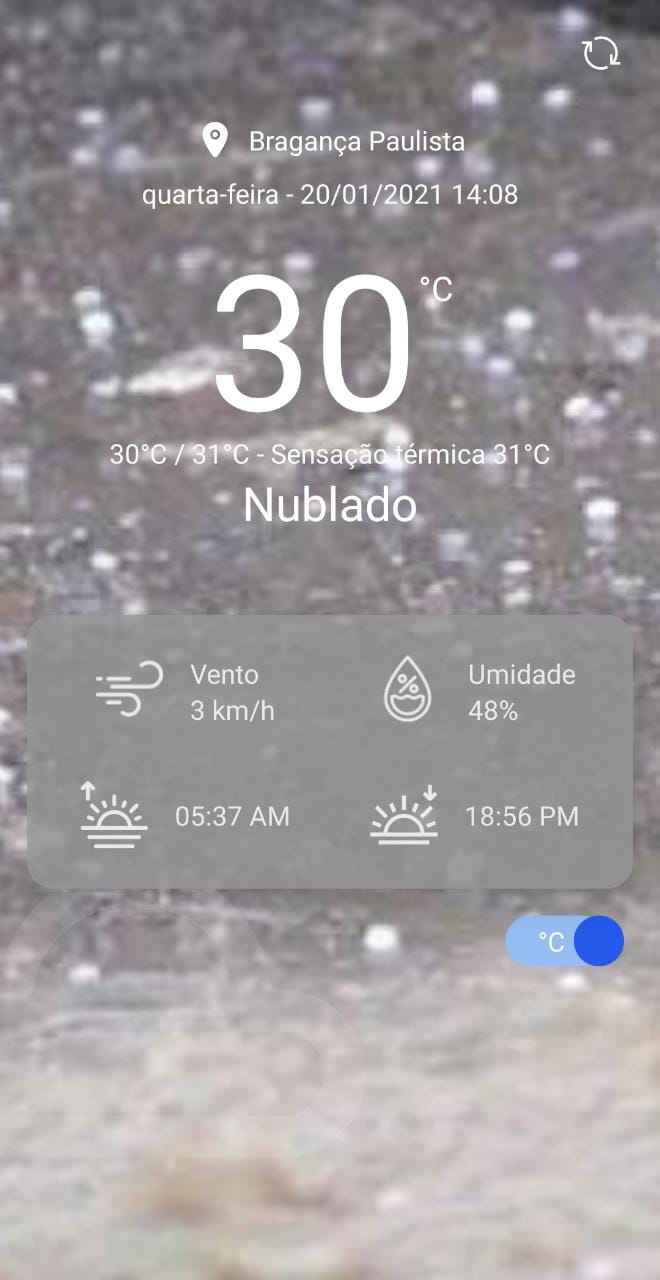 Bragança Paulista
quarta-feira - 20/01/2021 14:08
30 °C
30°C / 31°C - Sensação térmica 31°C
Nublado
Vento
3 km/h
Umidade
48%
05:37 AM
18:56 PM
°C